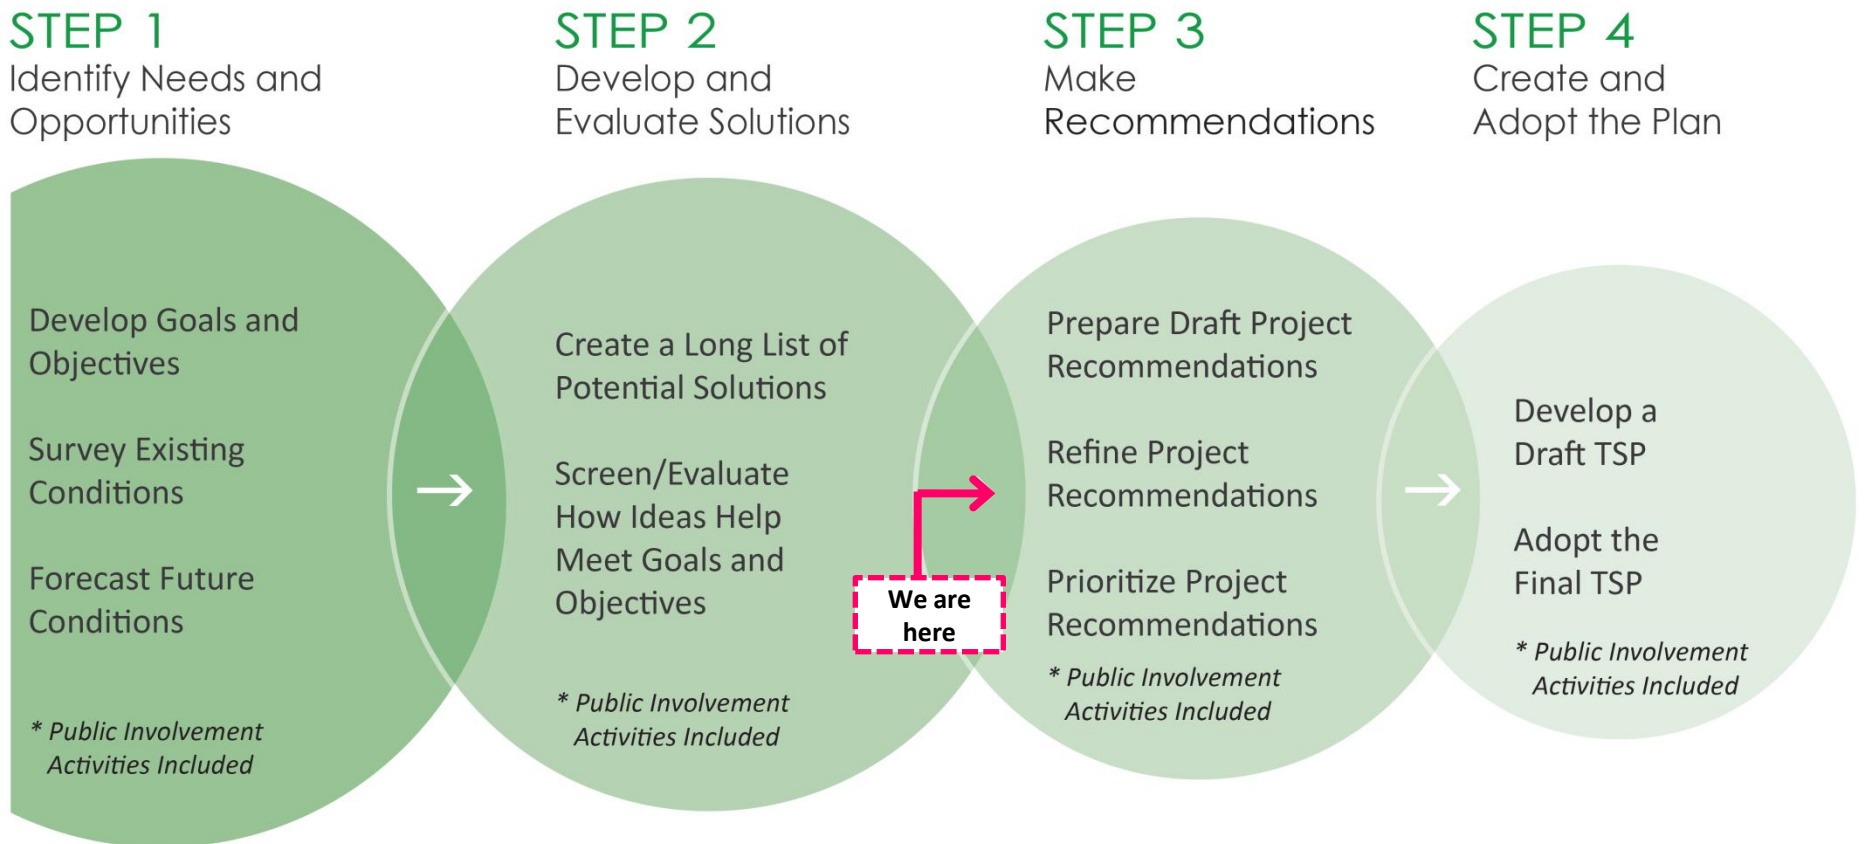 STEP 1
Identify Needs and
Opportunities
Develop Goals and
Objectives
Survey Existing
Conditions
Forecast Future
Conditions
* Public Involvement
Activities Included
STEP 2
Develop and
Evaluate Solutions
Create a Long List of
Potential Solutions
Screen/Evaluate
How Ideas Help
Meet Goals and
Objectives
* Public Involvement
Activities Included
We are
here
STEP 3
Make
Recommendations
Prepare Draft Project
Recommendations
Refine Project
Recommendations
Prioritize Project
Recommendations
* Public Involvement
Activities Included
STEP 4
Create and
Adopt the Plan
Develop a
Draft TSP
Adopt the
Final TSP
* Public Involvement
Activities Included